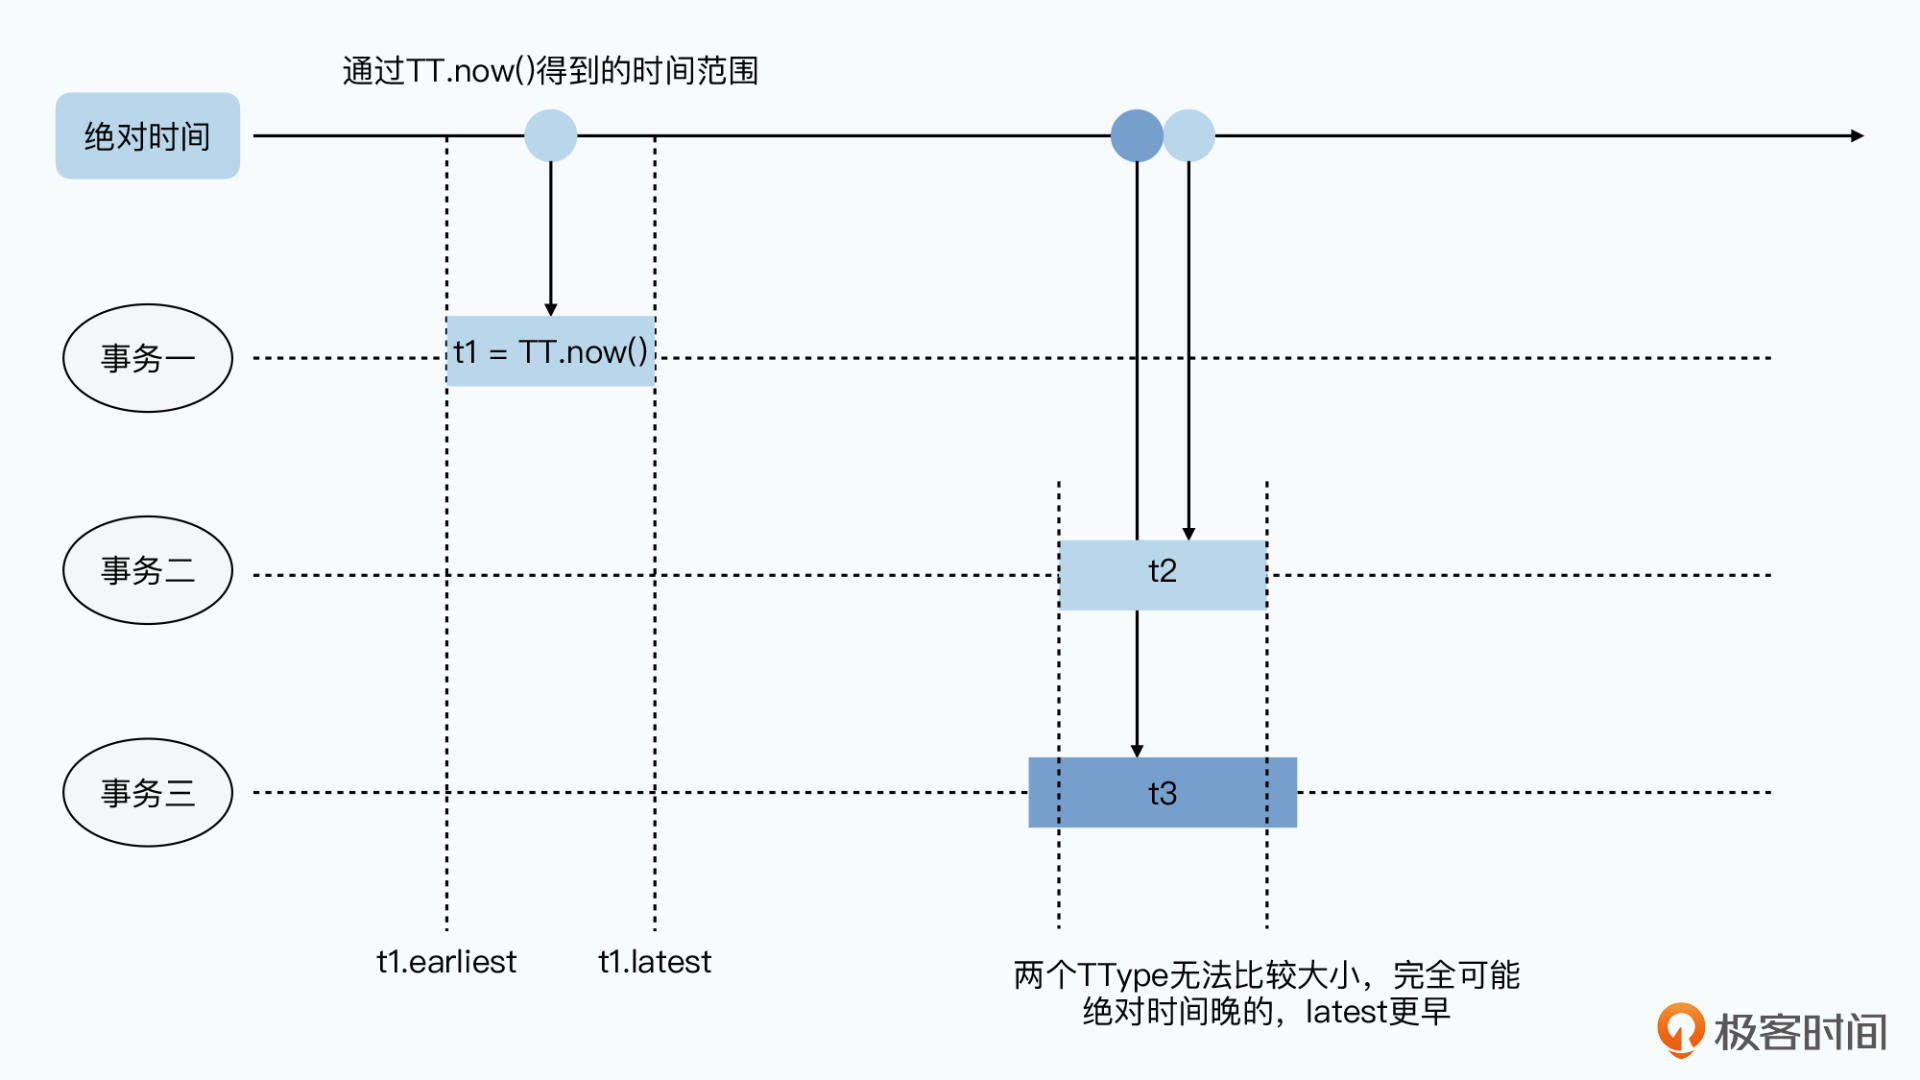 通过TT.now()得到的时间范围
绝对时间
事务一
t1 = TT.now()
事务二
t2
事务三
t3
t1.earliest
t1.latest
两个TType无法比较大小，完全可能
绝对时间晚的，latest更早
极客时间